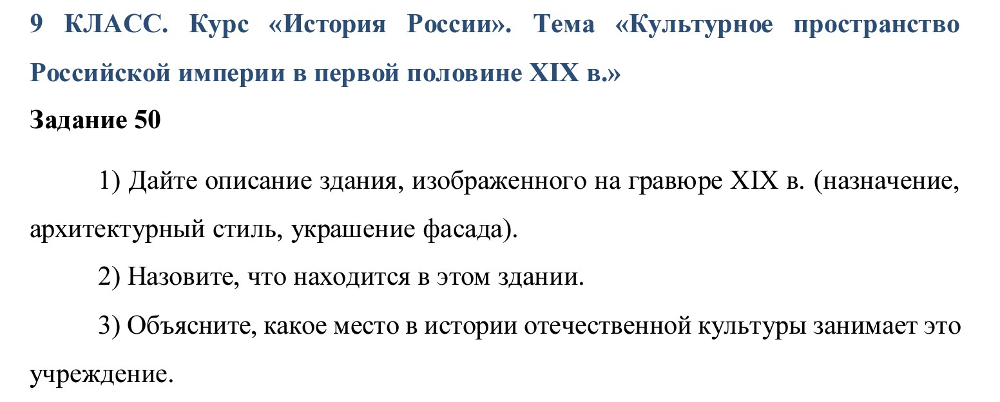 9 КЛАСС. Курс «История России». Тема «Культурное пространство
Российской империи в первой половине XIX в.»
Задание 50
1) Дайте описание здания, изображенного на гравюре XIX в. (назначение,
архитектурный стиль, украшение фасада).
2) Назовите, что находится в этом здании.
3) Объясните, какое место в истории отечественной культуры занимает это
учреждение.